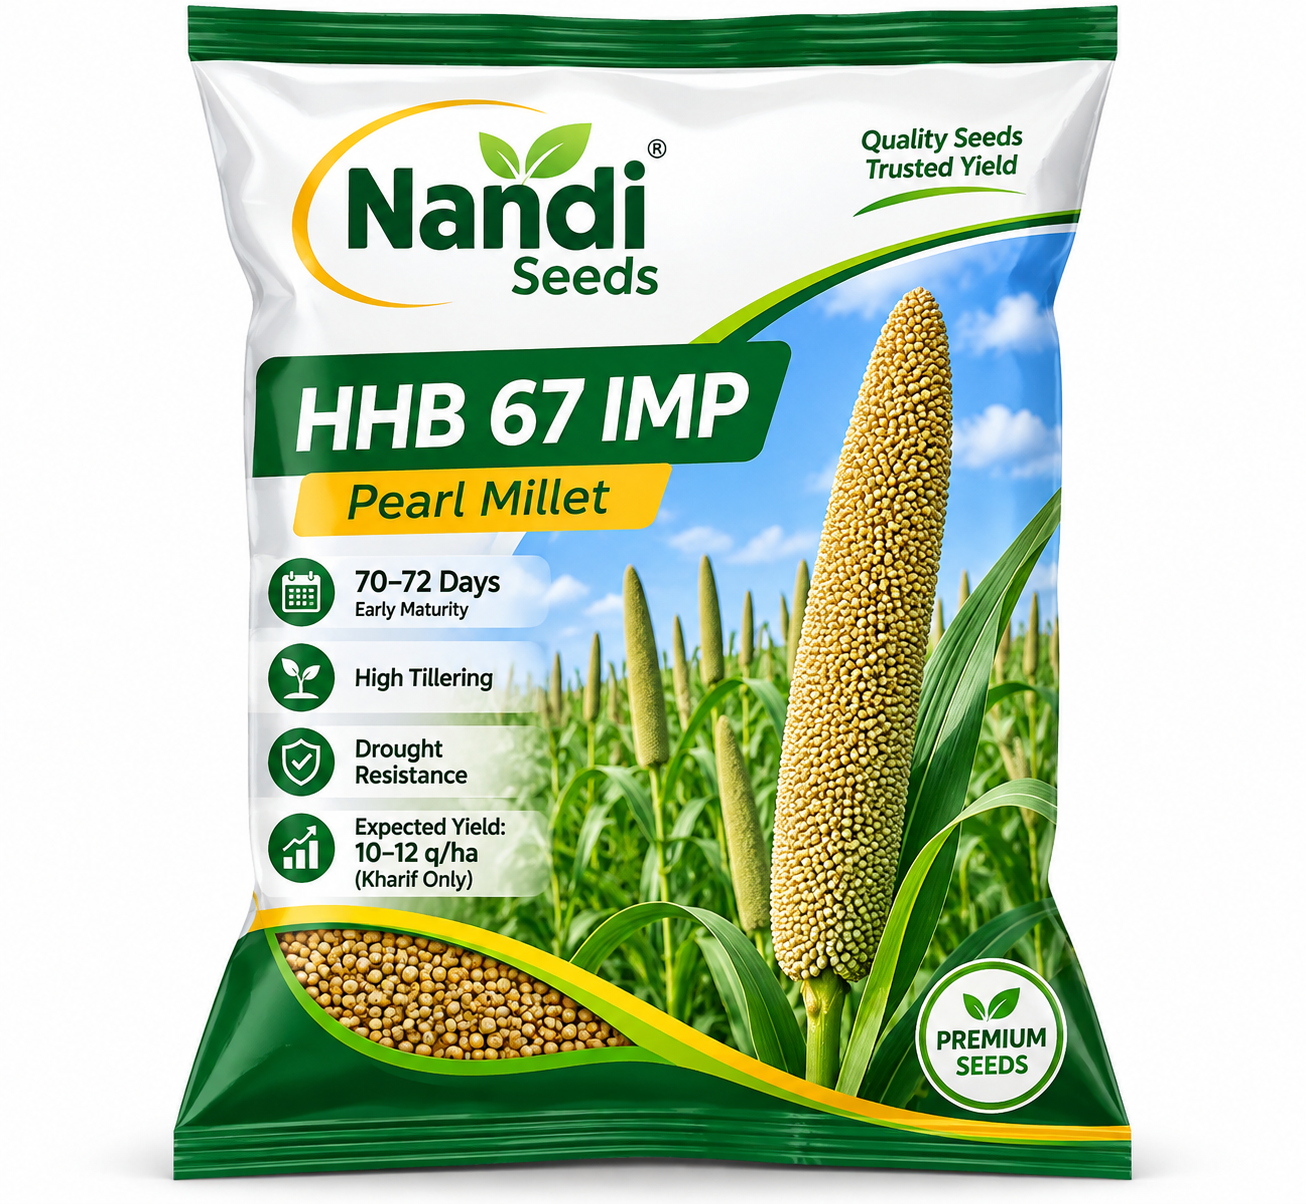 Nandi®
Seeds
Quality Seeds
Trusted Yield
HHB 67 IMP
Pearl Millet
70–72 Days
Early Maturity
High Tillering
Drought
Resistance
Expected Yield:
10–12 q/ha
(Kharif Only)
PREMIUM
SEEDS